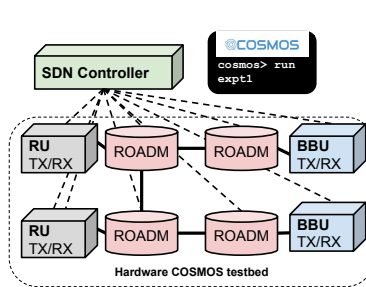 @COSMOS
SDN Controller
cosmos> run
expt1
RU
TX/RX
ROADM
ROADM
BBU
TX/RX
RU
TX/RX
ROADM
ROADM
BBU
TX/RX
Hardware COSMOS testbed